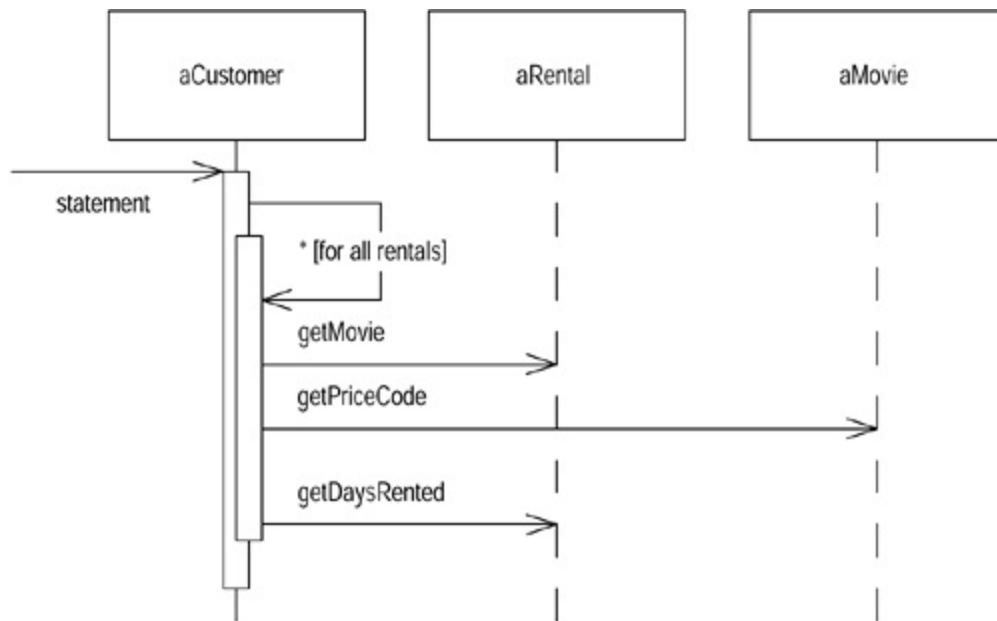 aCustomer
aRental
aMovie
statement
* [for all rentals]
getMovie
getPriceCode
getDaysRented